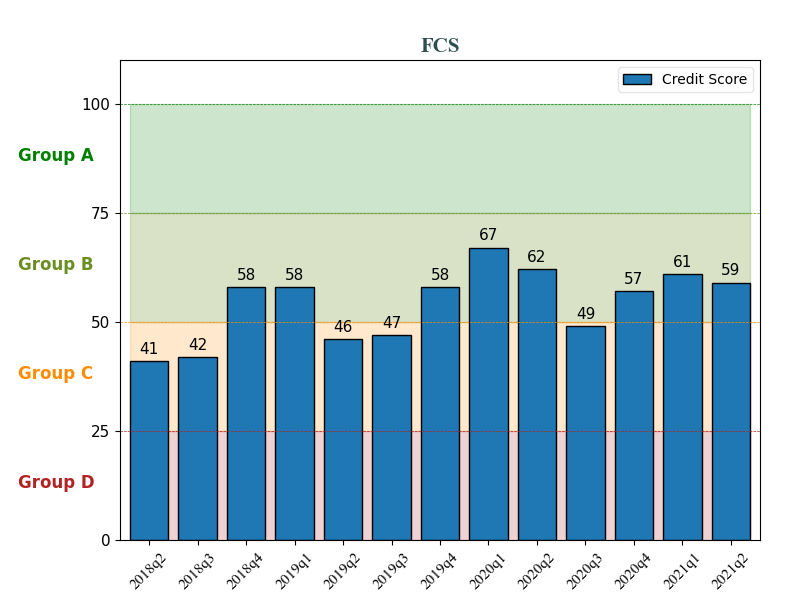 FCS
Credit Score
100
Group A
75
67
62
61
59
58
58
58
57
Group B
50
49
47
46
42
41
Group C
25
Group D
0
2018q2
2018q3
2018q4
2019q1
2019q2
2019q3
2019q4
2020q1
2020q2
2020q3
2020q4
2021q1
2021q2